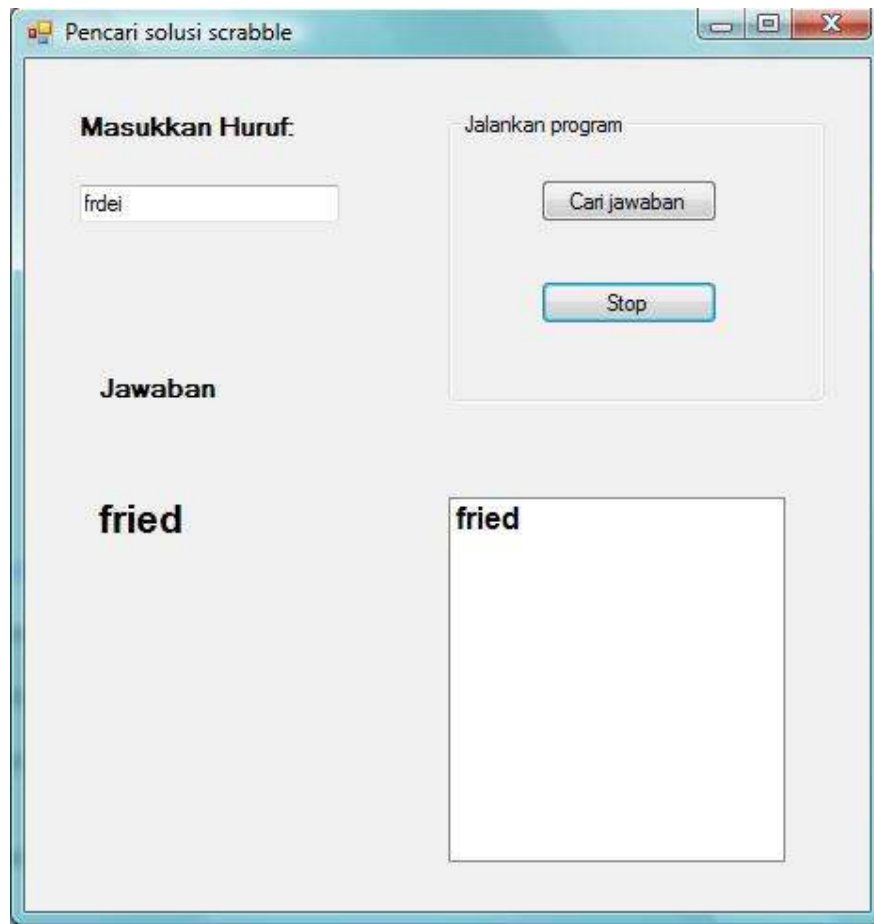 Pencari solusi scrabble
Masukkan Huruf:
frdei
Jalankan program
Cari jawaban
Stop
Jawaban
fried
fried